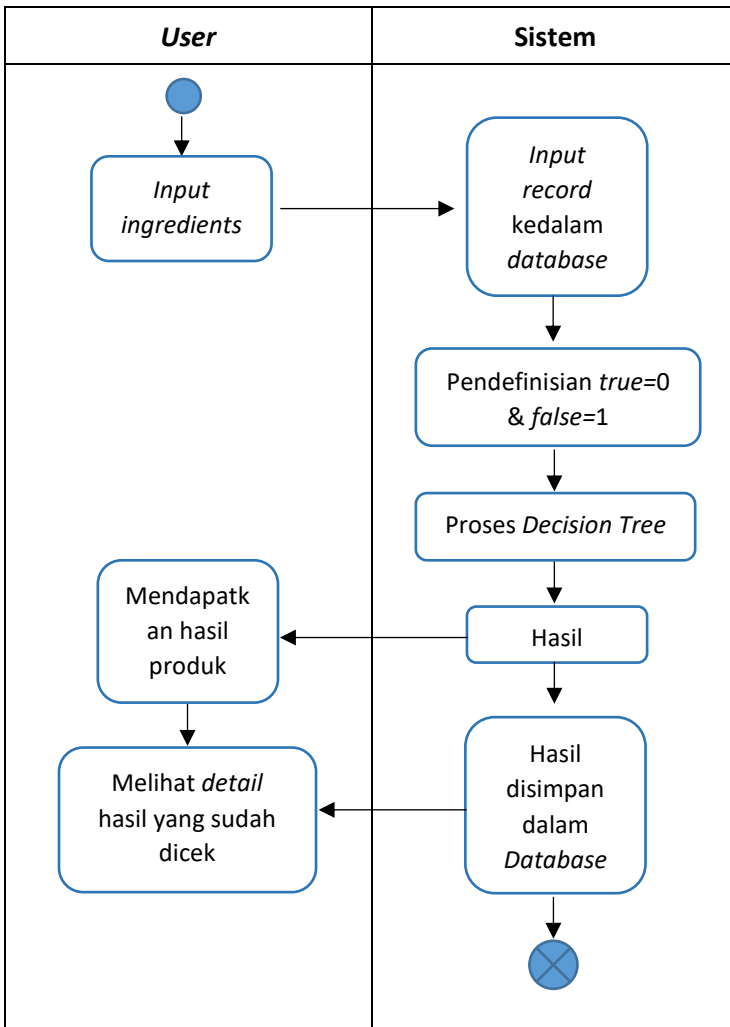 User
Sistem
Input
ingredients
Input
record
kedalam
database
Pendefinisian true=0
& false=1
Proses Decision Tree
Hasil
Mendapatk
an hasil
produk
Hasil
disimpan
dalam
Database
Melihat detail
hasil yang sudah
dicek